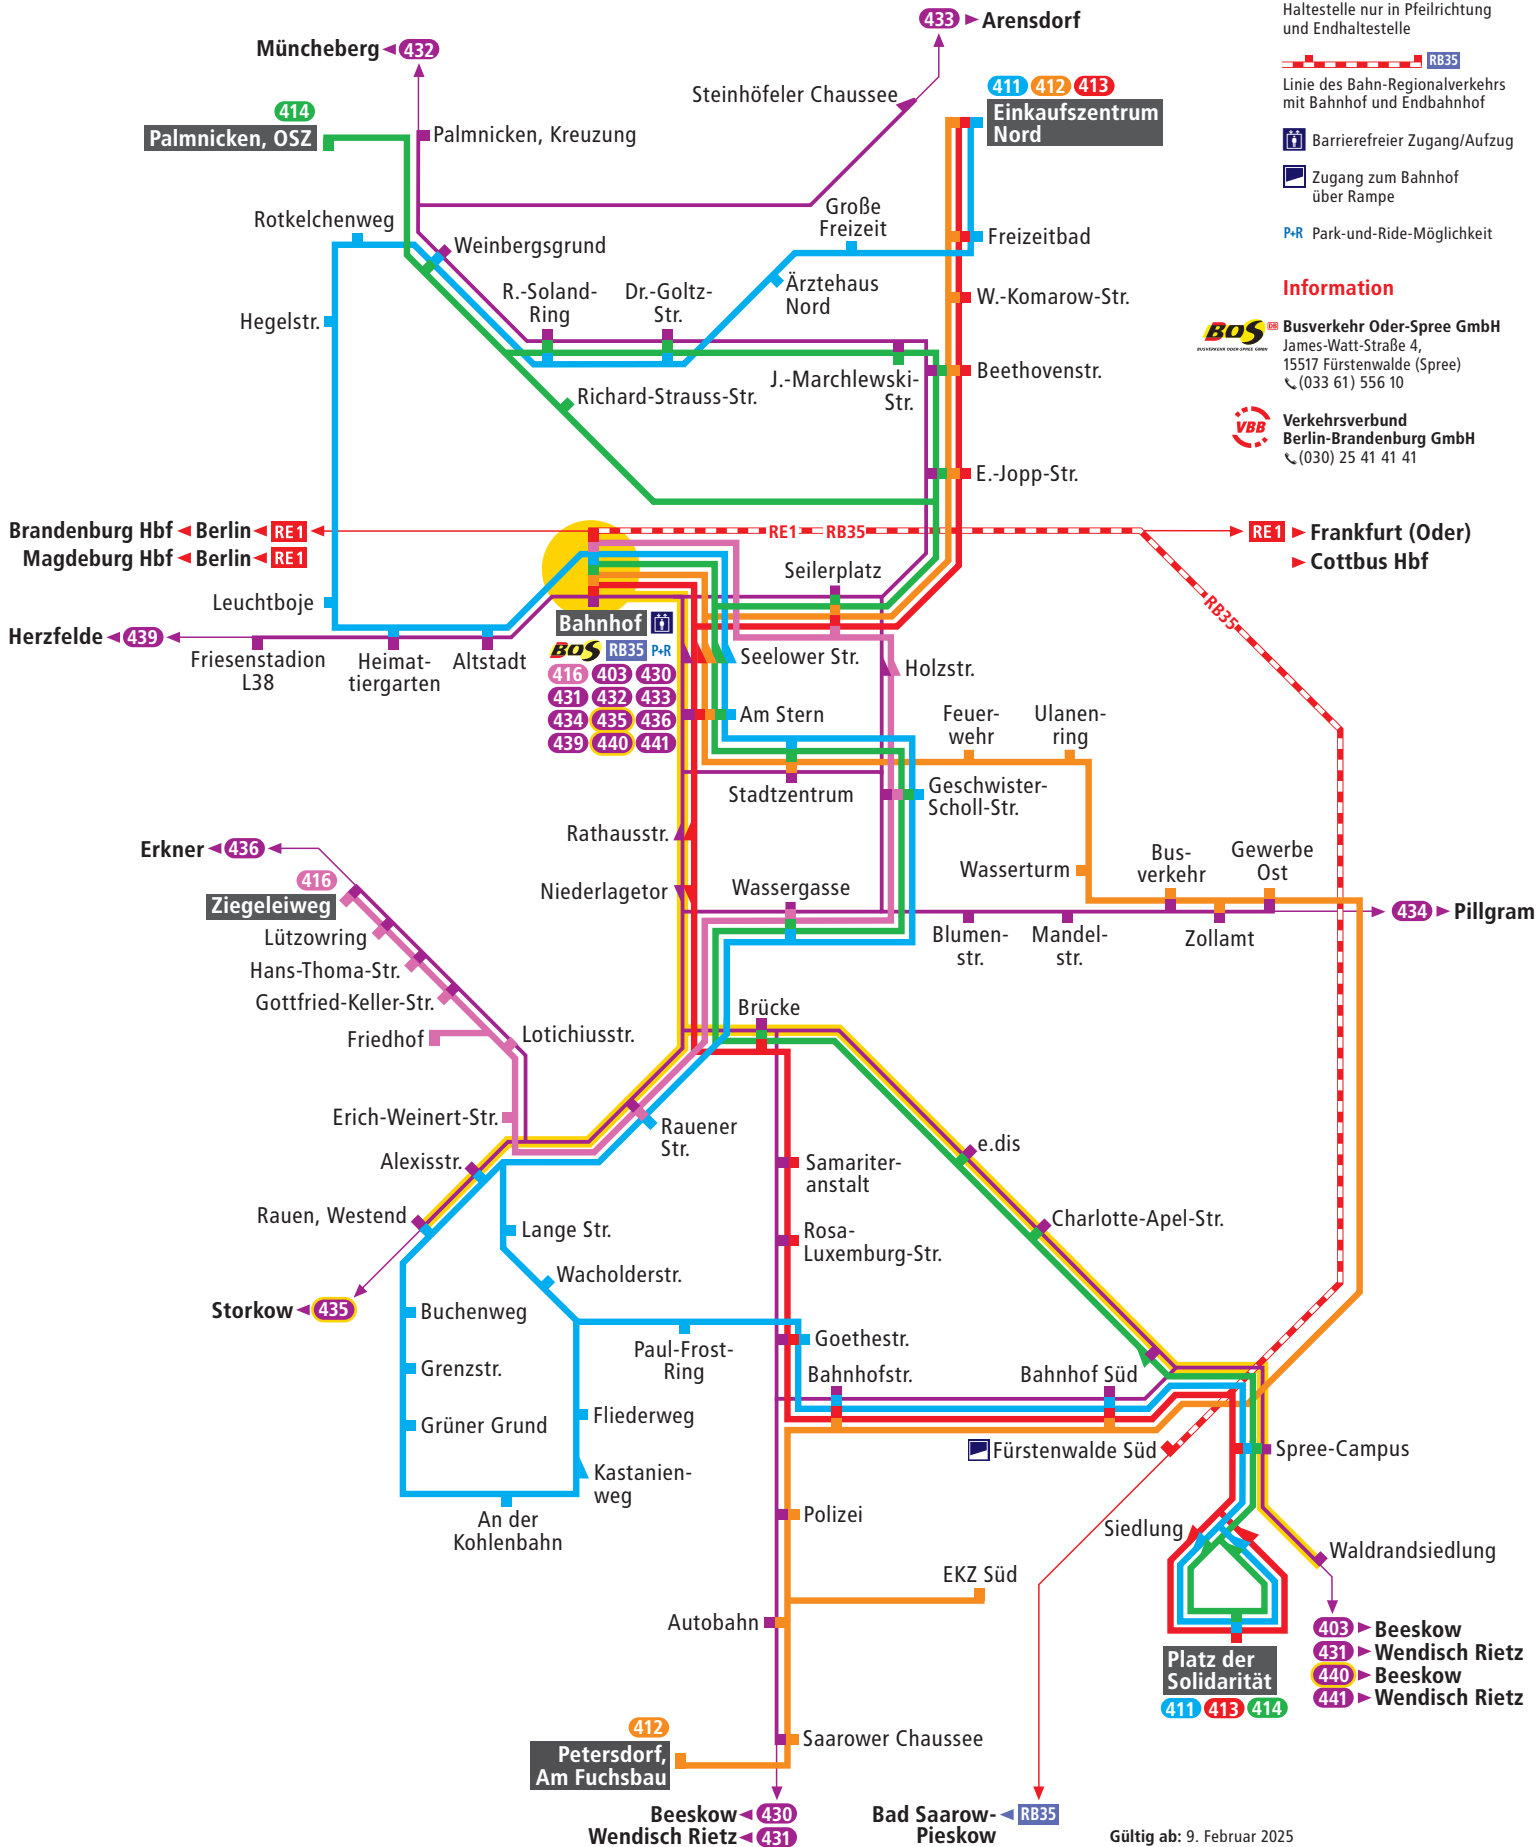 Haltestelle nur in Pfeilrichtung
und Endhaltestelle
RB35
Linie des Bahn-Regionalverkehrs
mit Bahnhof und Endbahnhof
Barrierefreier Zugang/Aufzug
Zugang zum Bahnhof
über Rampe
P+R Park-und-Ride-Möglichkeit
Information
BOS DB
BUSVERKEHR ODER-SPREE GMBH
Busverkehr Oder-Spree GmbH
James-Watt-Straße 4,
15517 Fürstenwalde (Spree)
(033 61) 556 10
VBB
Verkehrsverbund
Berlin-Brandenburg GmbH
(030) 25 41 41 41
433 Arensdorf
Müncheberg 432
Steinhöfeler Chaussee
411 412 413
Einkaufszentrum
Nord
414
Palmnicken, OSZ
Palmnicken, Kreuzung
Rotkelchenweg
Große
Freizeit
Weinbergsgrund
Freizeitbad
R.-Soland-
Ring
Dr.-Goltz-
Str.
Ärztehaus
Nord
W.-Komarow-Str.
Hegelstr.
J.-Marchlewski-
Str.
Beethovenstr.
Richard-Strauss-Str.
E.-Jopp-Str.
Brandenburg Hbf Berlin RE1
Magdeburg Hbf Berlin RE1
RE1 RB35
RE1 Frankfurt (Oder)
Cottbus Hbf
RB35
Seilerplatz
Leuchtboje
Herzfelde 439
Friesenstadion
L38
Heimat-
tiergarten
Altstadt
Bahnhof
BOS RB35 P+R
416 403 430
431 432 433
434 435 436
439 440 441
Seelower Str.
Holzstr.
Am Stern
Feuer-
wehr
Ulanen-
ring
Stadtzentrum
Geschwister-
Scholl-Str.
Rathausstr.
Erkner 436
416
Ziegeleiweg
Niederlagetor
Wassergasse
Wasserturm
Bus-
verkehr
Gewerbe
Ost
434 Pillgram
Lützowring
Hans-Thoma-Str.
Gottfried-Keller-Str.
Friedhof
Lotichiusstr.
Blumen-
str.
Mandel-
str.
Zollamt
Brücke
Erich-Weinert-Str.
Rauener
Str.
Alexisstr.
e.dis
Samariter-
anstalt
Rauen, Westend
Lange Str.
Rosa-
Luxemburg-Str.
Charlotte-Apel-Str.
Wacholderstr.
Storkow 435
Buchenweg
Paul-Frost-
Ring
Goethestr.
Grenzstr.
Bahnhofstr.
Bahnhof Süd
Grüner Grund
Fliederweg
Fürstenwalde Süd
Spree-Campus
Kastanien-
weg
An der
Kohlenbahn
Polizei
Siedlung
Waldrandsiedlung
EKZ Süd
Autobahn
403 Beeskow
431 Wendisch Rietz
440 Beeskow
441 Wendisch Rietz
Platz der
Solidarität
411 413 414
412
Petersdorf,
Am Fuchsbau
Saarower Chaussee
Beeskow 430
Wendisch Rietz 431
Bad Saarow-
Pieskow
RB35
Gültig ab: 9. Februar 2025